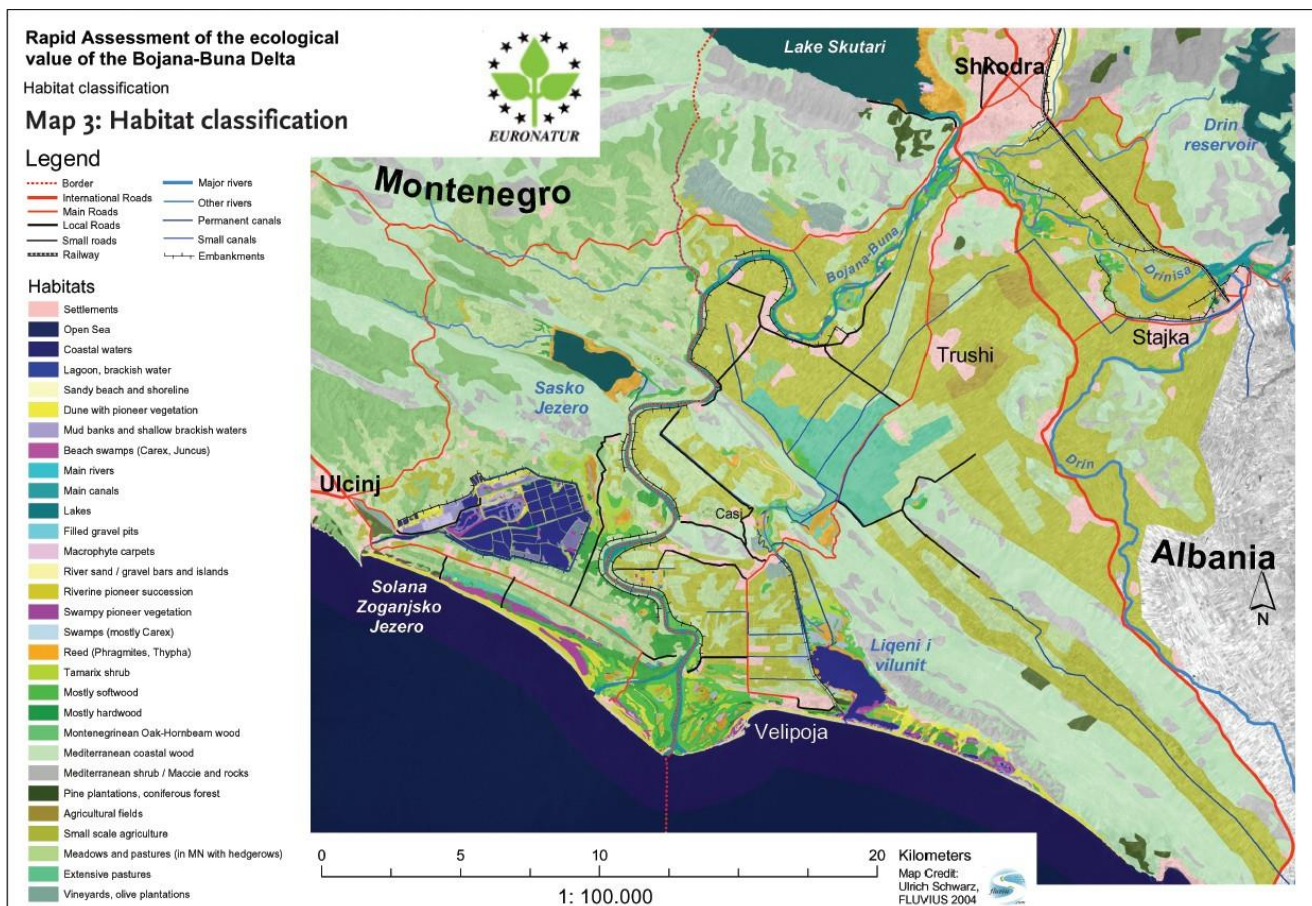 Rapid Assessment of the ecological
value of the Bojana-Buna Delta
Habitat classification
Map 3: Habitat classification
EURONATUR
Legend
Border
International Roads
Main Roads
Local Roads
Small roads
Railway
Major rivers
Other rivers
Permanent canals
Small canals
Embankments
Habitats
Settlements
Open Sea
Coastal waters
Lagoon, brackish water
Sandy beach and shoreline
Dune with pioneer vegetation
Mud banks and shallow brackish waters
Beach swamps (Carex, Juncus)
Main rivers
Main canals
Lakes
Filled gravel pits
Macrophyte carpets
River sand / gravel bars and islands
Riverine pioneer succession
Swampy pioneer vegetation
Swamps (mostly Carex)
Reed (Phragmites, Thypha)
Tamarix shrub
Mostly softwood
Mostly hardwood
Montenegrinean Oak-Hornbeam wood
Mediterranean coastal wood
Mediterranean shrub / Maccie and rocks
Pine plantations, coniferous forest
Agricultural fields
Small scale agriculture
Meadows and pastures (in MN with hedgerows)
Extensive pastures
Vineyards, olive plantations
Lake Skutari
Shkodra
Drin
reservoir
Montenegro
Bojana-Buna
Drinisa
Stajka
Trushi
Sasko
Jezero
Drin
Ulcinj
Cas
Albania
N
Solana
Zoganjsko
Jezero
Liqeni i
vilunit
Velipoja
0 5 10 20 Kilometers
1: 100.000
Map Credit:
Ulrich Schwarz,
FLUVIUS 2004
fluvius